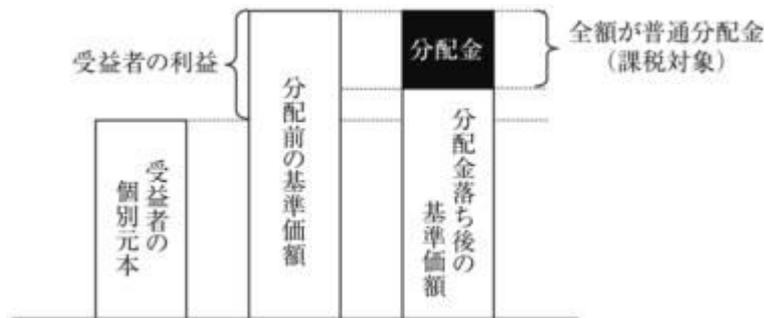 受益者の利益
受益者の
個別元本
分配前の基準価額
分配金
分配金落ち後の
基準価額
全額が普通分配金
(課税対象)